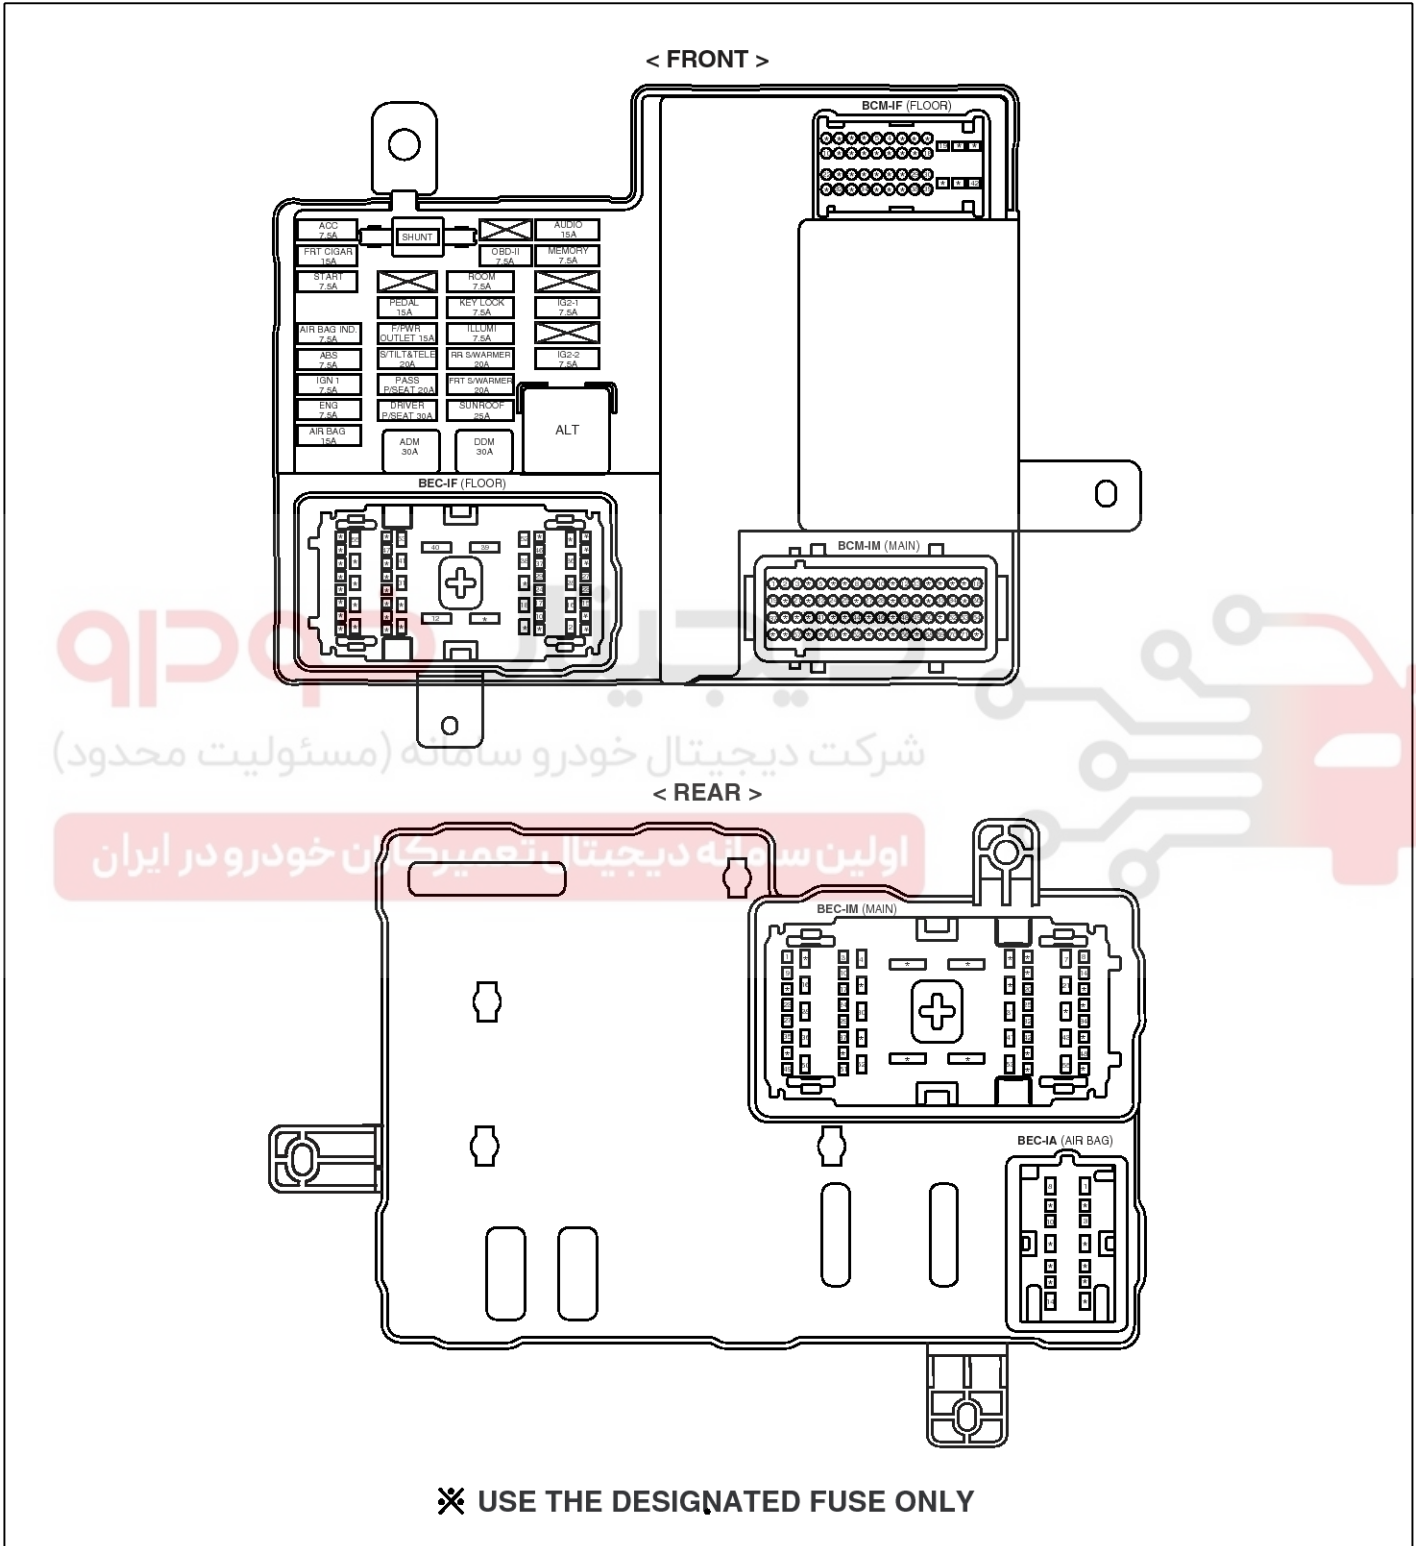 < FRONT >
BCM-IF (FLOOR)
ACC
7.5A
SHUNT
AUDIO
15A
FRT CIGAR
15A
OBD-II
7.5A
MEMORY
7.5A
START
7.5A
ROOM
7.5A
PEDAL
15A
KEY LOCK
7.5A
IG2-1
7.5A
AIR BAG IND.
7.5A
F/PWR
OUTLET 15A
ILLUMI
7.5A
ABS
7.5A
S/TILT&TELE
20A
RR S/WARMER
20A
IG2-2
7.5A
IGN 1
7.5A
PASS
P/SEAT 20A
FRT S/WARMER
20A
ENG
7.5A
DRIVER
P/SEAT 30A
SUNROOF
25A
AIR BAG
15A
ADM
30A
DDM
30A
ALT
BEC-IF (FLOOR)
40
39
12
BCM-IM (MAIN)
دیجیتال خودرو
شرکت دیجیتال خودرو سامانه (مسئولیت محدود)
< REAR >
اولین سامانه دیجیتال تعمیرکاران خودرو در ایران
BEC-IM (MAIN)
BEC-IA (AIR BAG)
※ USE THE DESIGNATED FUSE ONLY